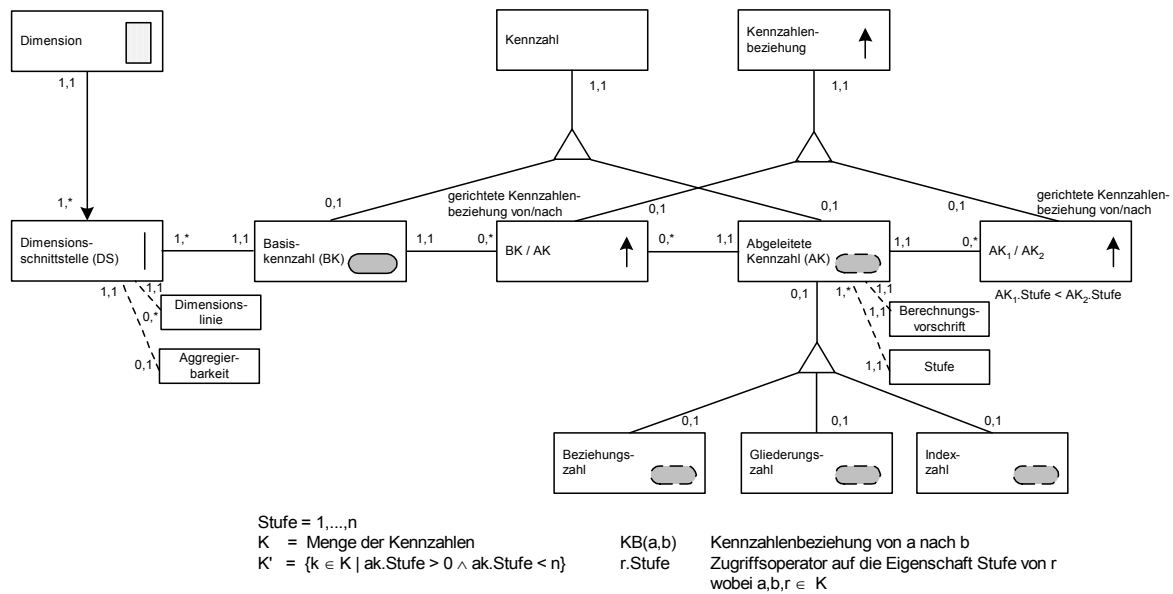 Dimension
Kennzahl
Kennzahlen-
beziehung
1,1
1,1
1,1
1,*
0,1
gerichtete Kennzahlen-
beziehung von/nach
0,1
0,1
0,1
gerichtete Kennzahlen-
beziehung von/nach
Dimensions-
schnittstelle (DS)
1,*
1,1
Basis-
kennzahl (BK)
1,1
0,*
BK / AK
0,*
1,1
Abgeleitete
Kennzahl (AK)
1,1
0,*
AK1 / AK2
AK1.Stufe < AK2.Stufe
1,1
1,1
0,*
0,1
Dimensions-
linie
Aggregier-
barkeit
0,1
1,*
1,1
1,1
1,1
Berechnungs-
vorschrift
Stufe
0,1
0,1
0,1
Beziehungs-
zahl
Gliederungs-
zahl
Index-
zahl
Stufe = 1,...,n
K = Menge der Kennzahlen
K' = {k ∈ K | ak.Stufe > 0 ∧ ak.Stufe < n}
KB(a,b) Kennzahlenbeziehung von a nach b
r.Stufe Zugriffsoperator auf die Eigenschaft Stufe von r
wobei a,b,r ∈ K